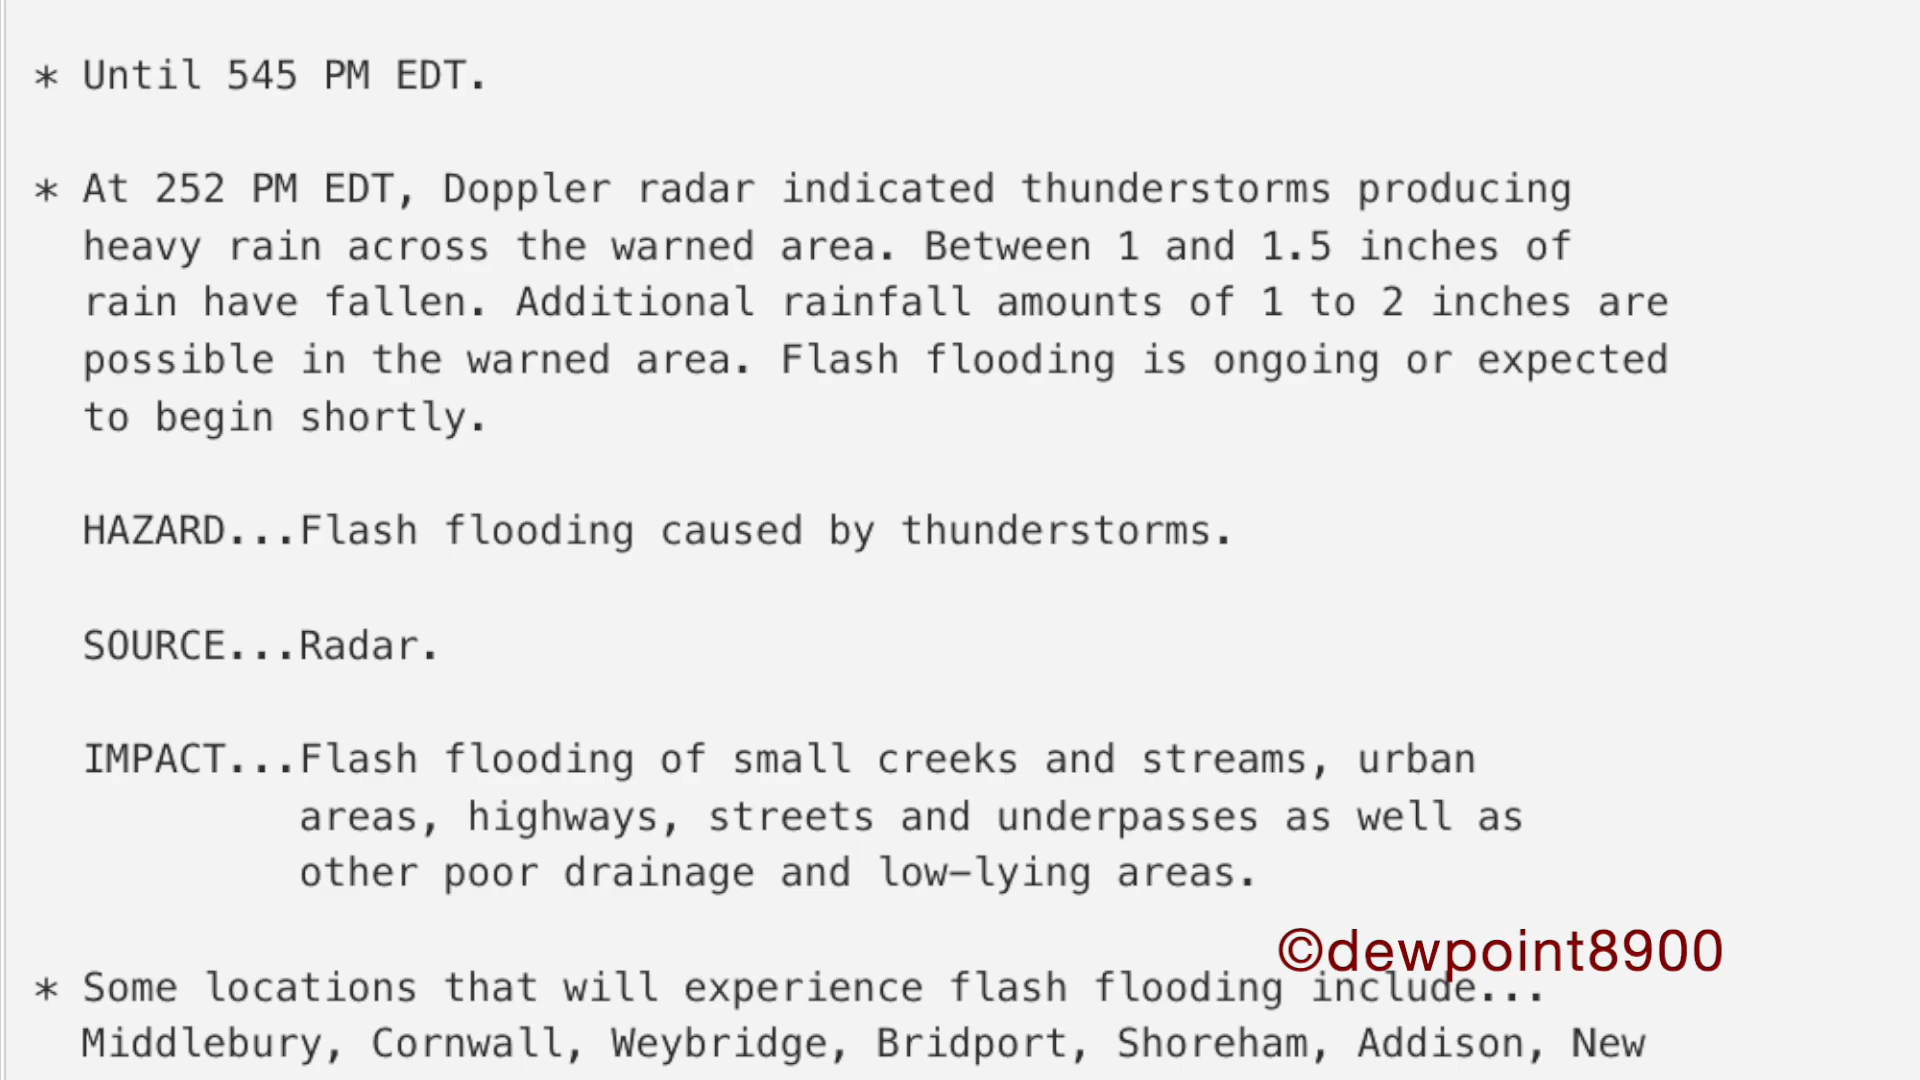 * Until 545 PM EDT.
* At 252 PM EDT, Doppler radar indicated thunderstorms producing
heavy rain across the warned area. Between 1 and 1.5 inches of
rain have fallen. Additional rainfall amounts of 1 to 2 inches are
possible in the warned area. Flash flooding is ongoing or expected
to begin shortly.
HAZARD...Flash flooding caused by thunderstorms.
SOURCE...Radar.
IMPACT...Flash flooding of small creeks and streams, urban
areas, highways, streets and underpasses as well as
other poor drainage and low-lying areas.
©dewpoint8900
* Some locations that will experience flash flooding include...
Middlebury, Cornwall, Weybridge, Bridport, Shoreham, Addison, New